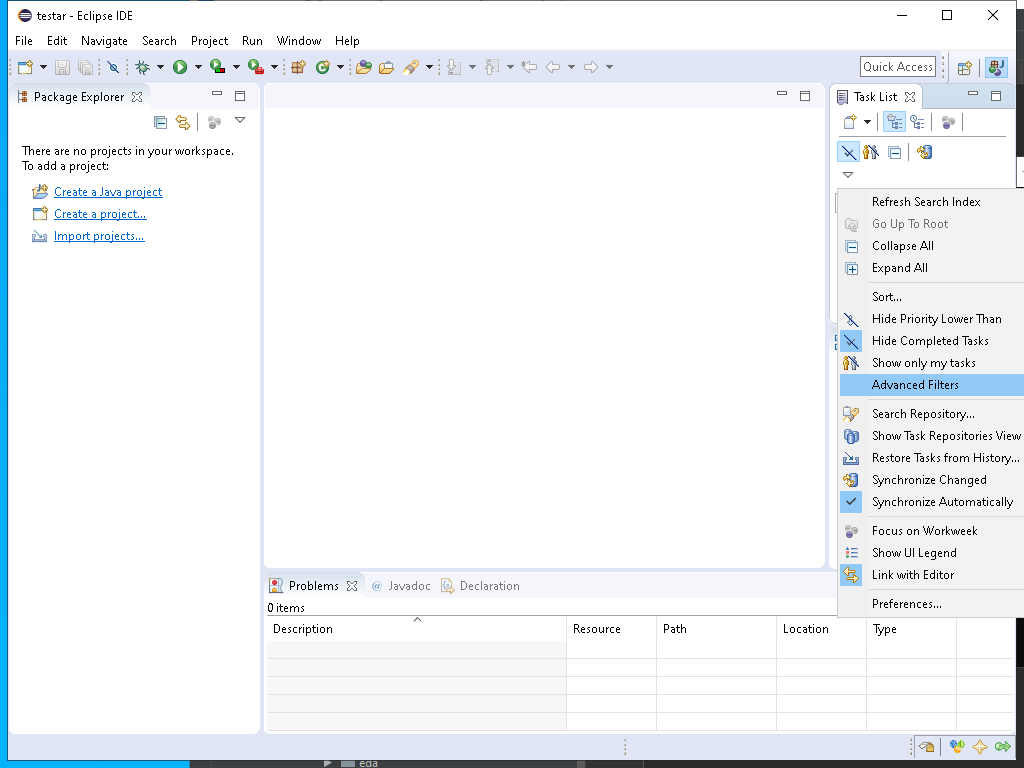 testar - Eclipse IDE
File Edit Navigate Search Project Run Window Help
Quick Access
Package Explorer
There are no projects in your workspace.
To add a project:
Create a Java project
Create a project...
Import projects...
Task List
Refresh Search Index
Go Up To Root
Collapse All
Expand All
Sort...
Hide Priority Lower Than
Hide Completed Tasks
Show only my tasks
Advanced Filters
Search Repository...
Show Task Repositories View
Restore Tasks from History...
Synchronize Changed
Synchronize Automatically
Focus on Workweek
Show UI Legend
Link with Editor
Preferences...
Problems @ Javadoc Declaration
0 items
Description Resource Path Location Type
eda